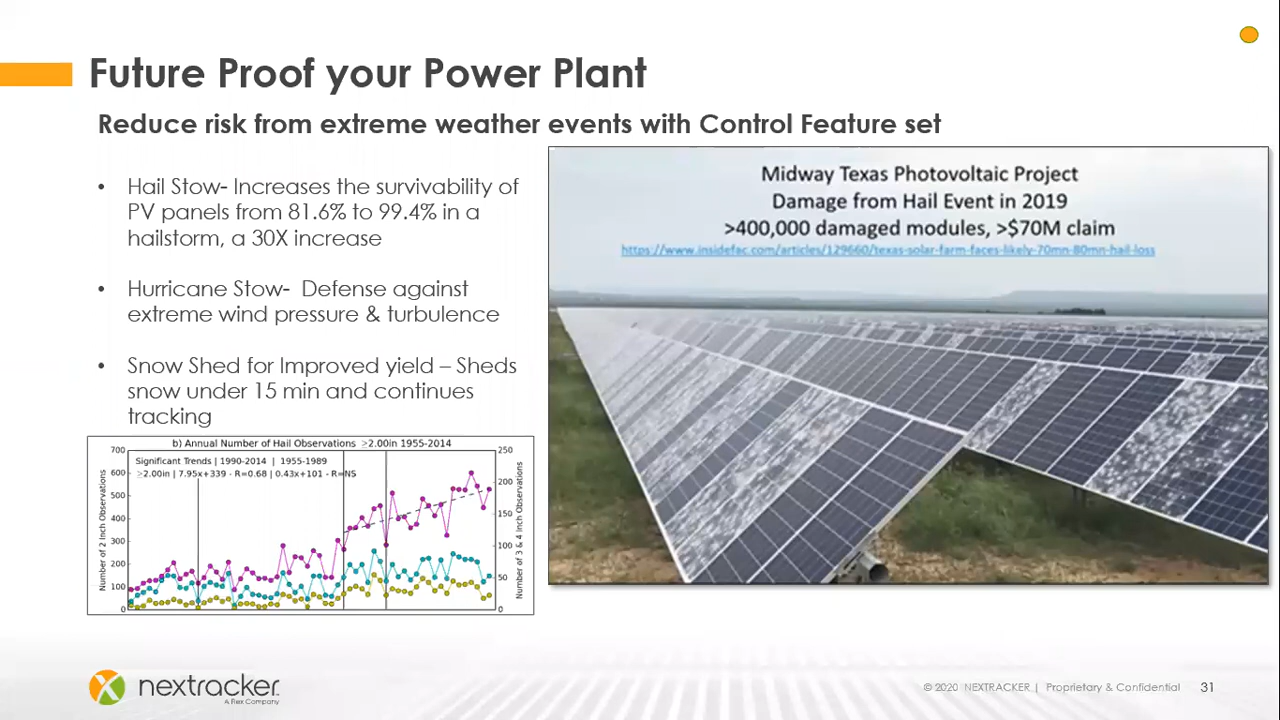 Future Proof your Power Plant
Reduce risk from extreme weather events with Control Feature set
• Hail Stow- Increases the survivability of
PV panels from 81.6% to 99.4% in a
hailstorm, a 30X increase
• Hurricane Stow- Defense against
extreme wind pressure & turbulence
• Snow Shed for Improved yield – Sheds
snow under 15 min and continues
tracking
b) Annual Number of Hail Observations ≥2.00in 1955-2014
Significant Trends | 1990-2014 | 1955-1989
≥2.00in | 7.95x+339 - R=0.68 | 0.43x+101 - R=NS
Number of 2 Inch Observations
700
600
500
400
300
200
100
0
250
200
150
100
50
0
Number of 3 & 4 Inch Observations
Midway Texas Photovoltaic Project
Damage from Hail Event in 2019
>400,000 damaged modules, >$70M claim
https://www.insidefac.com/articles/129660/texas-solar-farm-faces-likely-70mn-80mn-hail-loss
nextracker
A Flex Company
© 2020 NEXTRACKER | Proprietary & Confidential 31